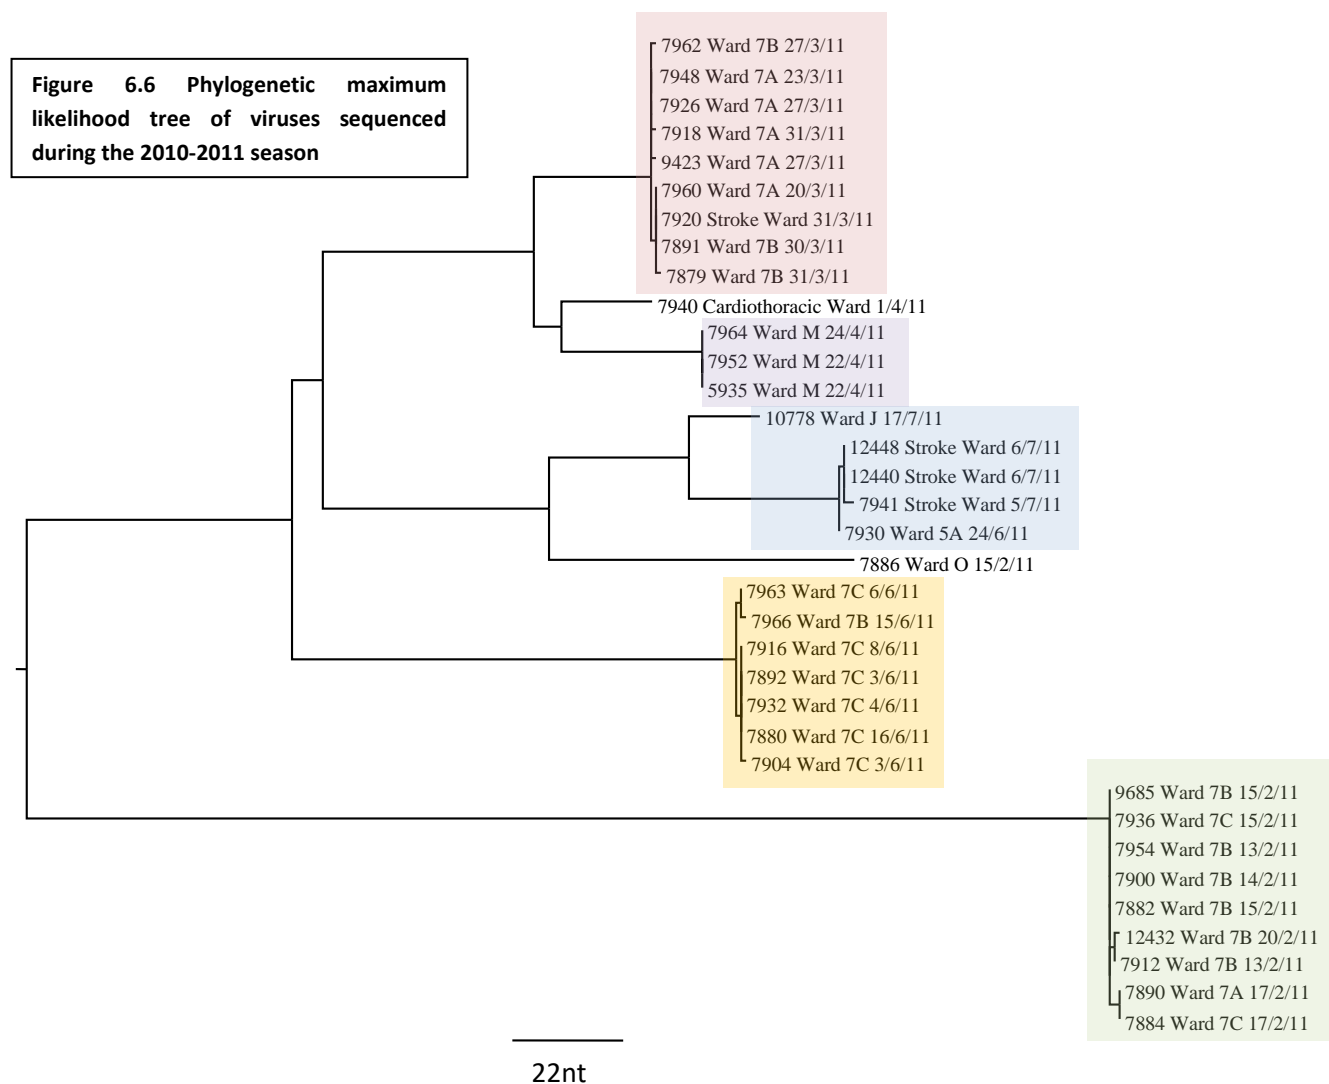 Figure 6.6 Phylogenetic maximum
likelihood tree of viruses sequenced
during the 2010-2011 season
7962 Ward 7B 27/3/11
7948 Ward 7A 23/3/11
7926 Ward 7A 27/3/11
7918 Ward 7A 31/3/11
9423 Ward 7A 27/3/11
7960 Ward 7A 20/3/11
7920 Stroke Ward 31/3/11
7891 Ward 7B 30/3/11
7879 Ward 7B 31/3/11
7940 Cardiothoracic Ward 1/4/11
7964 Ward M 24/4/11
7952 Ward M 22/4/11
5935 Ward M 22/4/11
10778 Ward J 17/7/11
12448 Stroke Ward 6/7/11
12440 Stroke Ward 6/7/11
7941 Stroke Ward 5/7/11
7930 Ward 5A 24/6/11
7886 Ward O 15/2/11
7963 Ward 7C 6/6/11
7966 Ward 7B 15/6/11
7916 Ward 7C 8/6/11
7892 Ward 7C 3/6/11
7932 Ward 7C 4/6/11
7880 Ward 7C 16/6/11
7904 Ward 7C 3/6/11
9685 Ward 7B 15/2/11
7936 Ward 7C 15/2/11
7954 Ward 7B 13/2/11
7900 Ward 7B 14/2/11
7882 Ward 7B 15/2/11
12432 Ward 7B 20/2/11
7912 Ward 7B 13/2/11
7890 Ward 7A 17/2/11
7884 Ward 7C 17/2/11
22nt